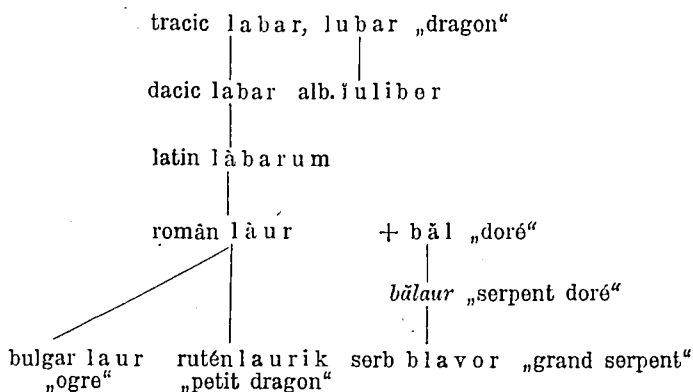 tracic labar, lubar „dragon“
dacic labar alb. ĭuliber
latin làbarum
român làur + băl „doré“
bălaur „serpent doré“
bulgar laur rutén laurik serb blavor „grand serpent“
„ogre“ „petit dragon“